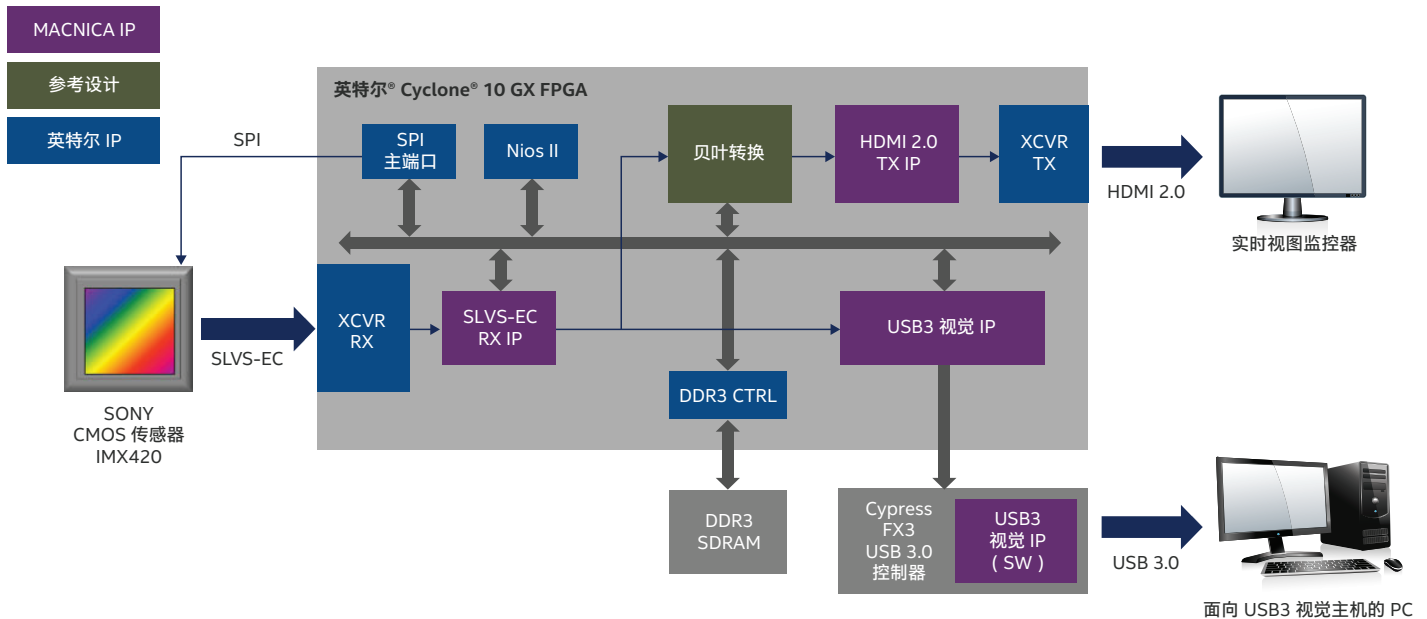 MACNICA IP
参考设计
英特尔 IP
英特尔® Cyclone® 10 GX FPGA
SPI
SPI
主端口
Nios II
贝叶转换
HDMI 2.0
TX IP
XCVR
TX
HDMI 2.0
实时视图监控器
XCVR
RX
SLVS-EC
RX IP
USB3 视觉 IP
SLVS-EC
SONY
CMOS 传感器
IMX420
DDR3 CTRL
DDR3
SDRAM
Cypress
FX3
USB 3.0
控制器
USB3
视觉 IP
( SW )
USB 3.0
面向 USB3 视觉主机的 PC